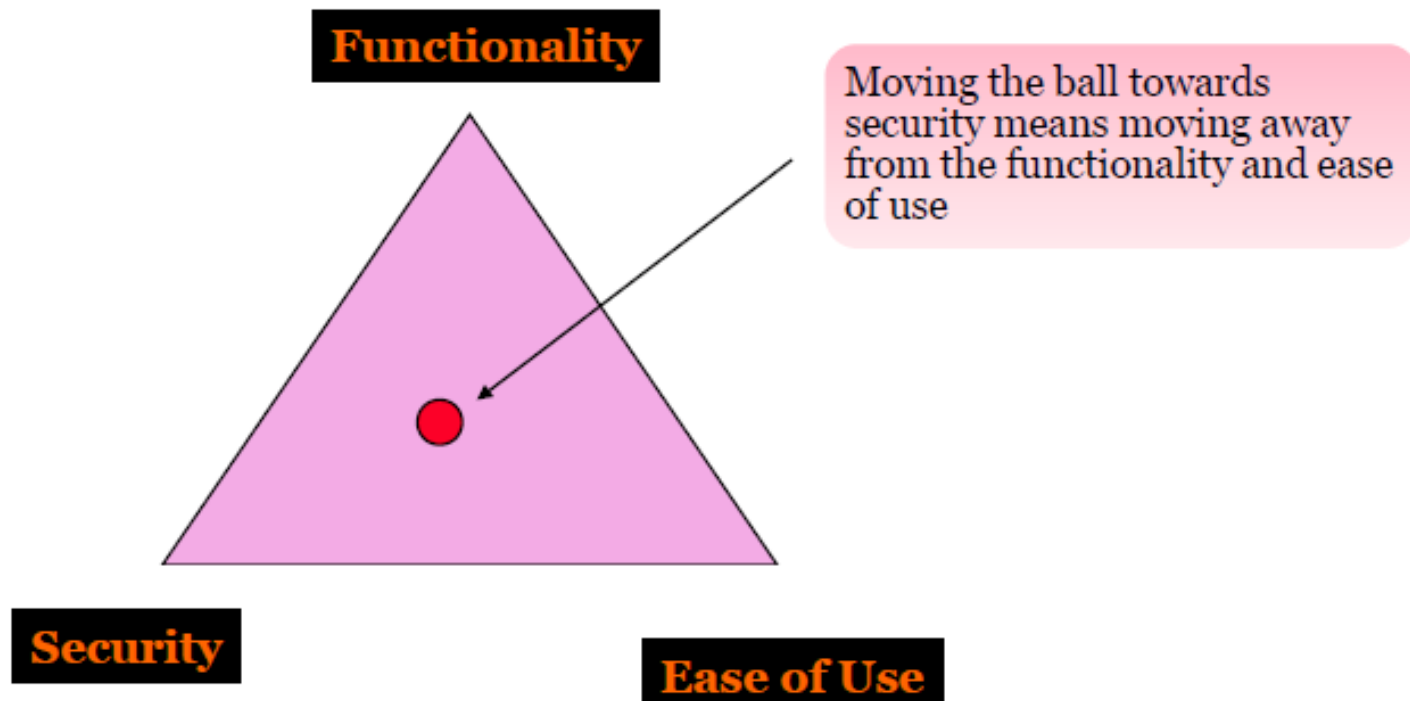 Functionality
Moving the ball towards
security means moving away
from the functionality and ease
of use
Security
Ease of Use